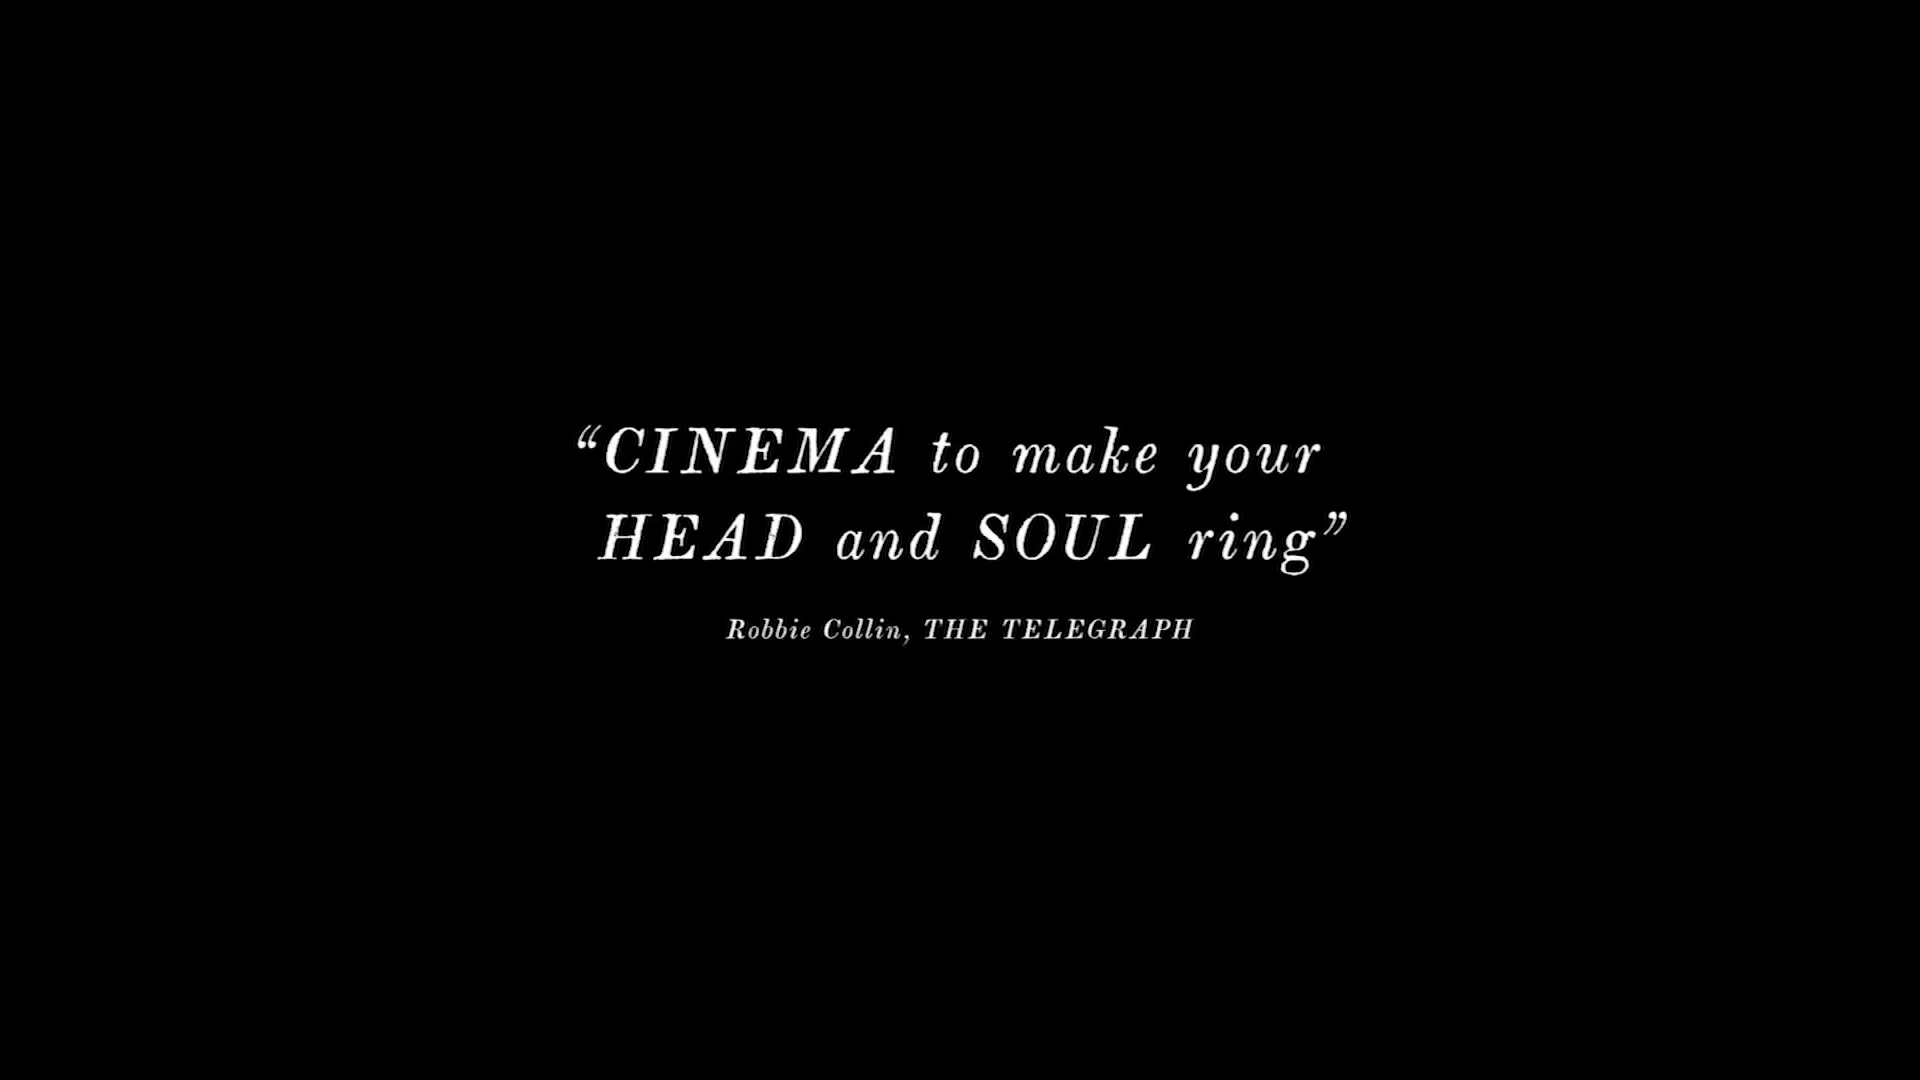 “CINEMA to make your
HEAD and SOUL ring”
Robbie Collin, THE TELEGRAPH